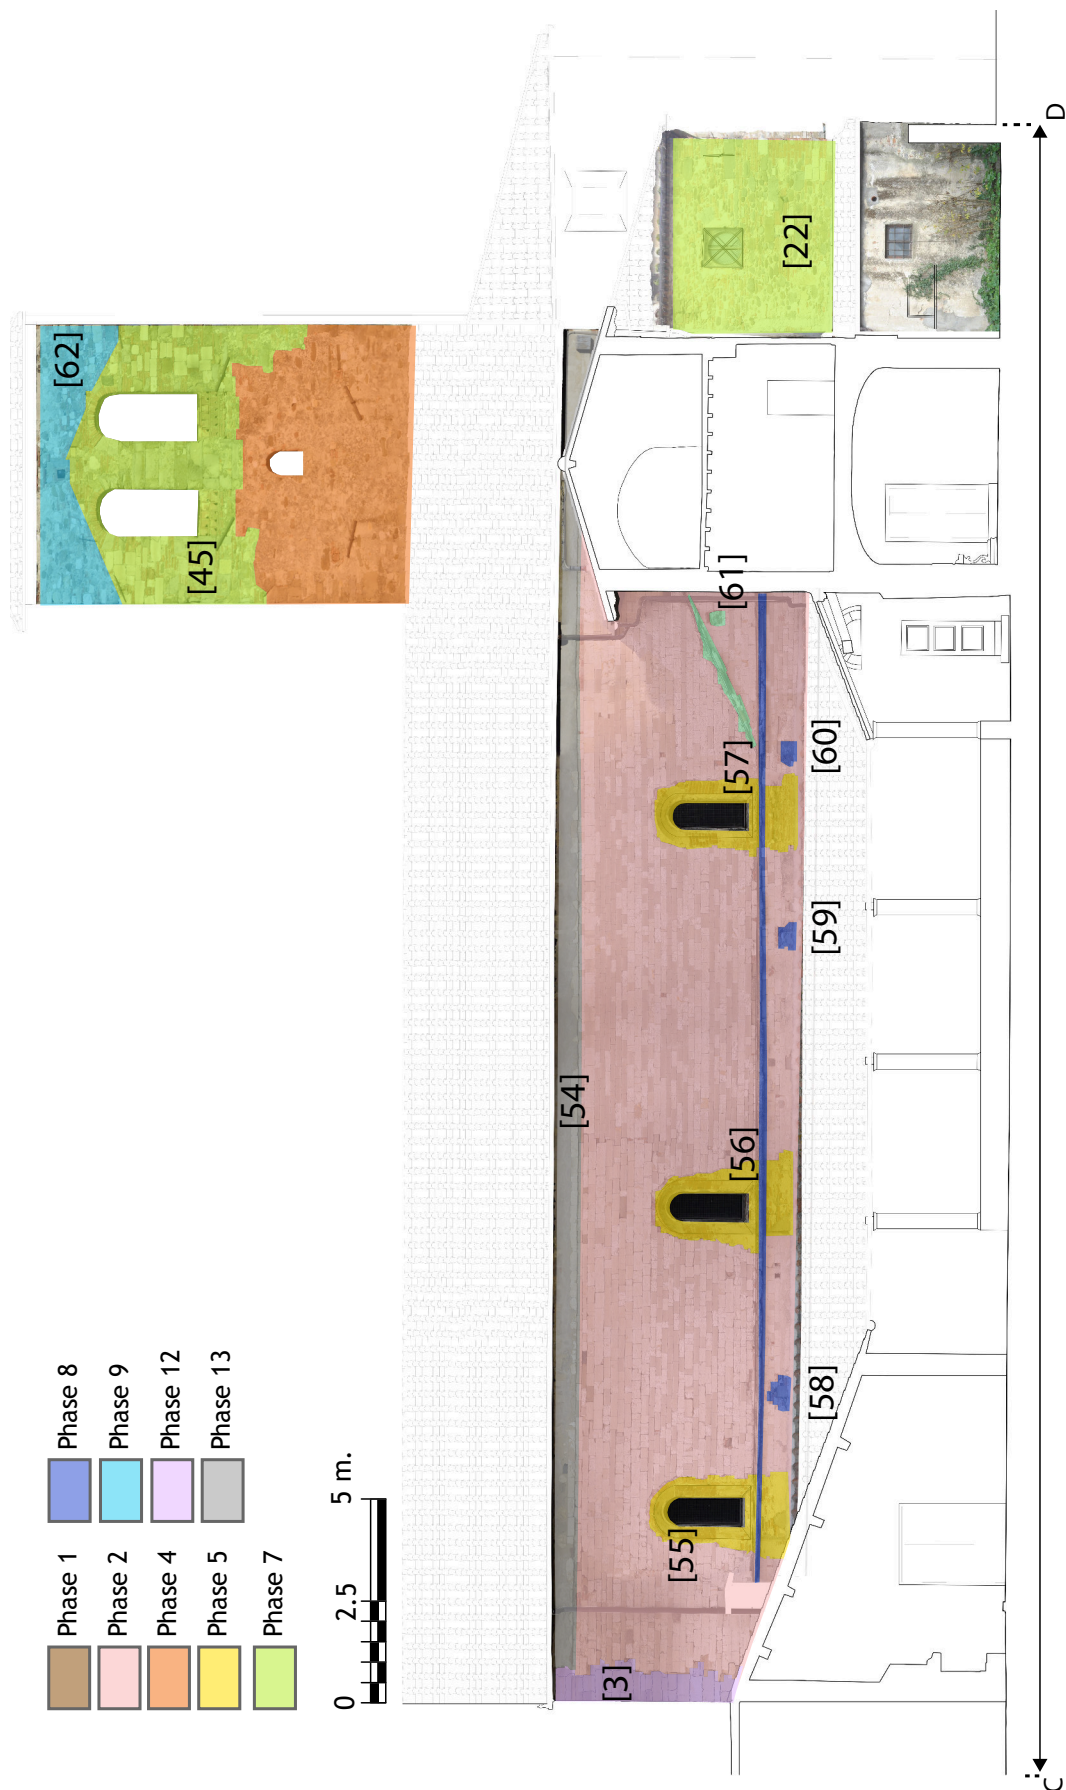 Phase 1
Phase 2
Phase 4
Phase 5
Phase 7
Phase 8
Phase 9
Phase 12
Phase 13
0 2.5 5 m.
[62]
[45]
[22]
[54]
[61]
[57]
[60]
[59]
[56]
[58]
[55]
[3]
C
D